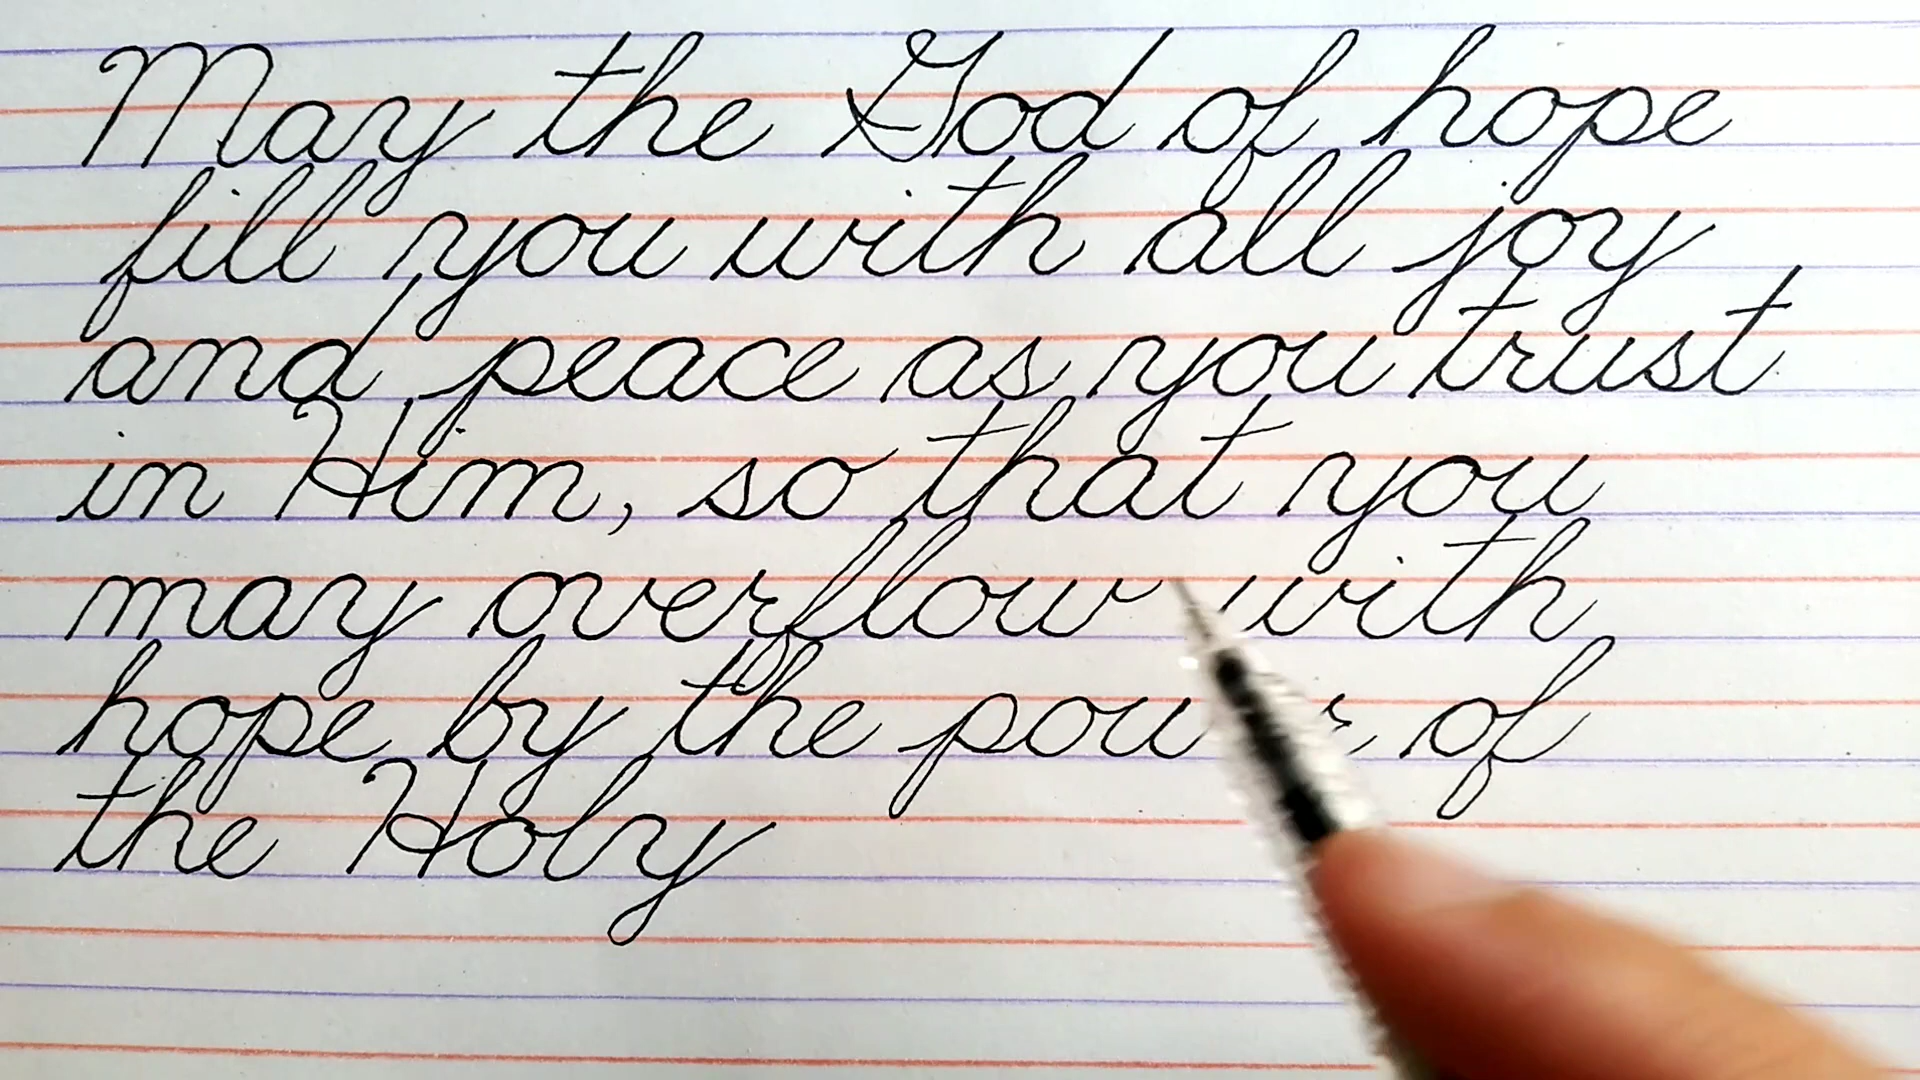 May the God of hope
fill you with all joy
and peace as you trust
in Him, so that you
may overflow with
hope by the power of
the Holy